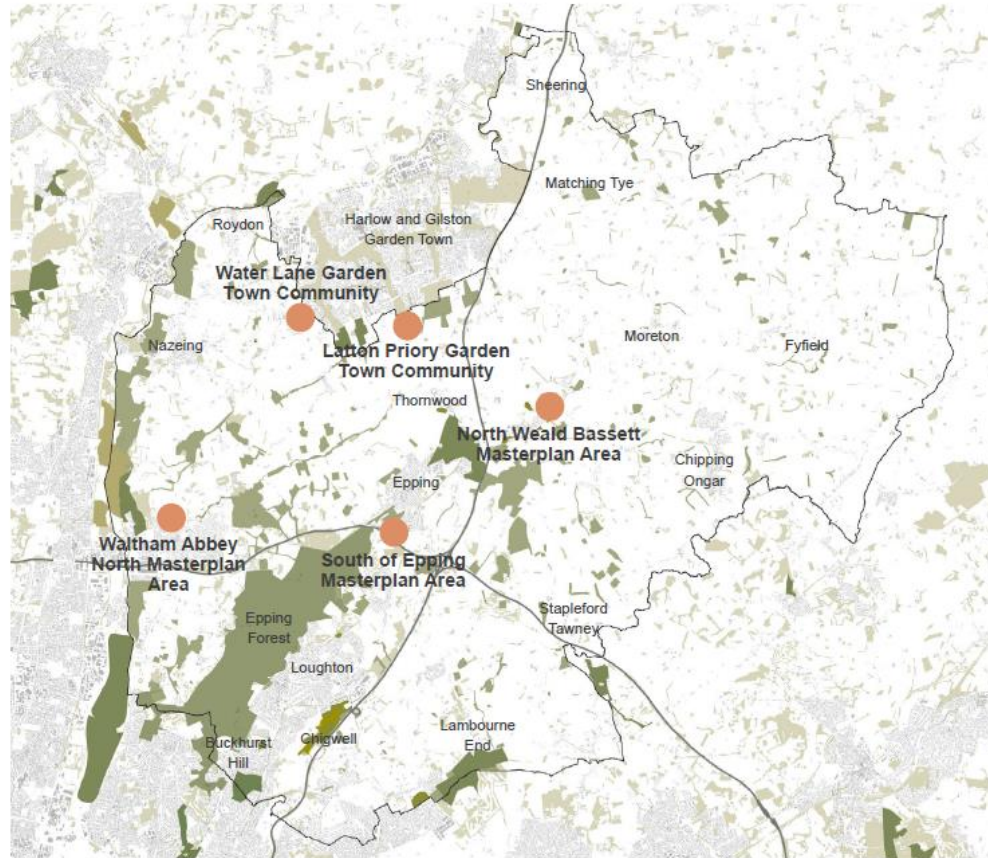 Sheering
Matching Tye
Roydon
Harlow and Gilston
Garden Town
Water Lane Garden
Town Community
Nazeing
Latton Priory Garden
Town Community
Moreton
Fyfield
Thornwood
North Weald Bassett
Masterplan Area
Chipping
Ongar
Epping
Waltham Abbey
North Masterplan
Area
South of Epping
Masterplan Area
Stapleford
Tawney
Epping
Forest
Loughton
Lambourne
End
Buckhurst
Hill
Chigwell